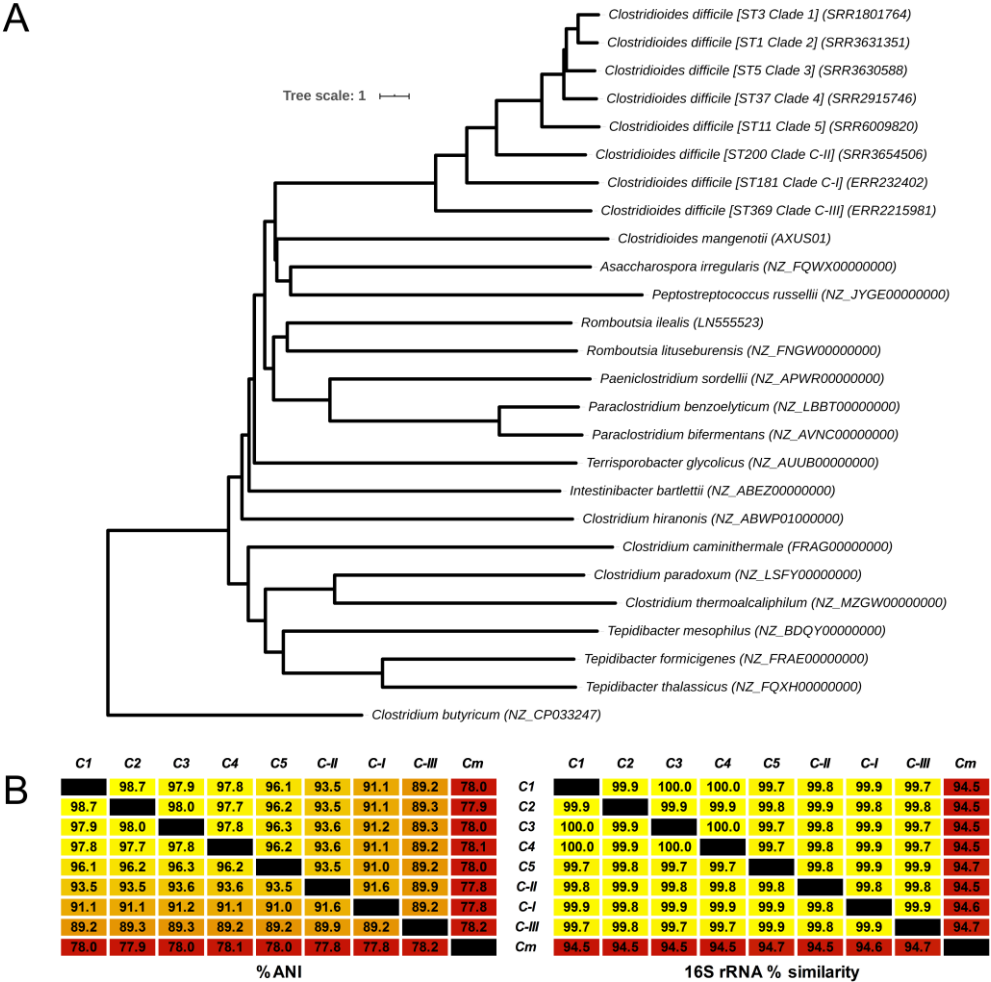 A
Clostridioides difficile [ST3 Clade 1] (SRR1801764)
Clostridioides difficile [ST1 Clade 2] (SRR3631351)
Clostridioides difficile [ST5 Clade 3] (SRR3630588)
Tree scale: 1
Clostridioides difficile [ST37 Clade 4] (SRR2915746)
Clostridioides difficile [ST11 Clade 5] (SRR6009820)
Clostridioides difficile [ST200 Clade C-II] (SRR3654506)
Clostridioides difficile [ST181 Clade C-I] (ERR232402)
Clostridioides difficile [ST369 Clade C-III] (ERR2215981)
Clostridioides mangenotii (AXUS01)
Asaccharospora irregularis (NZ_FQWX00000000)
Peptostreptococcus russellii (NZ_JYGE00000000)
Romboutsia ilealis (LN555523)
Romboutsia lituseburensis (NZ_FNGW00000000)
Paeniclostridium sordellii (NZ_APWR00000000)
Paraclostridium benzoelyticum (NZ_LBBT00000000)
Paraclostridium bifermentans (NZ_AVNC00000000)
Terrisporobacter glycolicus (NZ_AUUB00000000)
Intestinibacter bartlettii (NZ_ABEZ00000000)
Clostridium hiranonis (NZ_ABWP01000000)
Clostridium caminithermale (FRAG00000000)
Clostridium paradoxum (NZ_LSFY00000000)
Clostridium thermoalcaliphilum (NZ_MZGW00000000)
Tepidibacter mesophilus (NZ_BDQY00000000)
Tepidibacter formicigenes (NZ_FRAE00000000)
Tepidibacter thalassicus (NZ_FQXH00000000)
Clostridium butyricum (NZ_CP033247)
B
C1 C2 C3 C4 C5 C-II C-I C-III Cm
98.7 97.9 97.8 96.1 93.5 91.1 89.2 78.0
98.7 98.0 97.7 96.2 93.5 91.1 89.3 77.9
97.9 98.0 97.8 96.3 93.6 91.2 89.3 78.0
97.8 97.7 97.8 96.2 93.6 91.1 89.2 78.1
96.1 96.2 96.3 96.2 93.5 91.0 89.2 78.0
93.5 93.5 93.6 93.6 93.5 91.6 89.9 77.8
91.1 91.1 91.2 91.1 91.0 91.6 89.2 77.8
89.2 89.3 89.3 89.2 89.2 89.9 89.2 78.2
78.0 77.9 78.0 78.1 78.0 77.8 77.8 78.2
% ANI
C1 C2 C3 C4 C5 C-II C-I C-III Cm
C1 99.9 100.0 100.0 99.7 99.8 99.9 99.7 94.5
C2 99.9 99.9 99.9 99.8 99.9 99.8 99.8 94.5
C3 100.0 99.9 100.0 99.7 99.8 99.9 99.7 94.5
C4 100.0 99.9 100.0 99.7 99.8 99.9 99.7 94.5
C5 99.7 99.8 99.7 99.7 99.8 99.9 99.9 94.7
C-II 99.8 99.9 99.8 99.8 99.8 99.8 99.8 94.5
C-I 99.9 99.8 99.9 99.9 99.9 99.8 99.9 94.6
C-III 99.7 99.8 99.7 99.7 99.9 99.8 99.9 94.7
Cm 94.5 94.5 94.5 94.5 94.7 94.5 94.6 94.7
16S rRNA % similarity